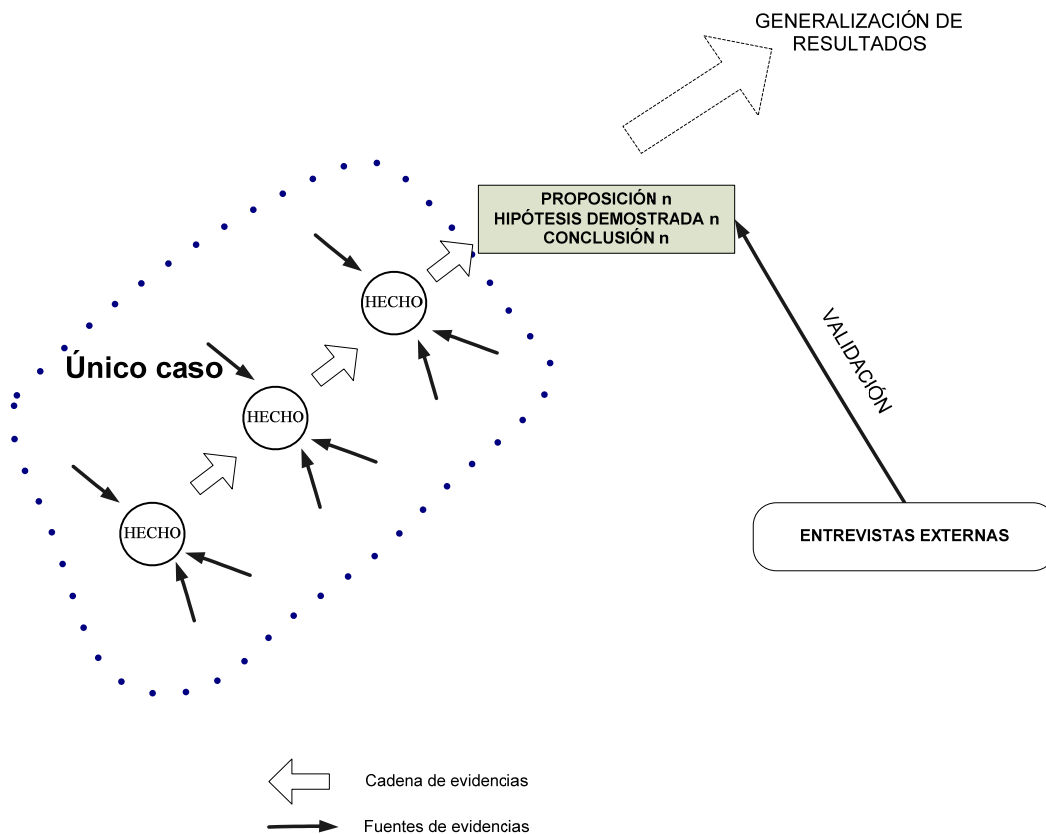 GENERALIZACIÓN DE
RESULTADOS
PROPOSICIÓN n
HIPÓTESIS DEMOSTRADA n
CONCLUSIÓN n
HECHO
VALIDACIÓN
Único caso
HECHO
HECHO
ENTREVISTAS EXTERNAS
Cadena de evidencias
Fuentes de evidencias